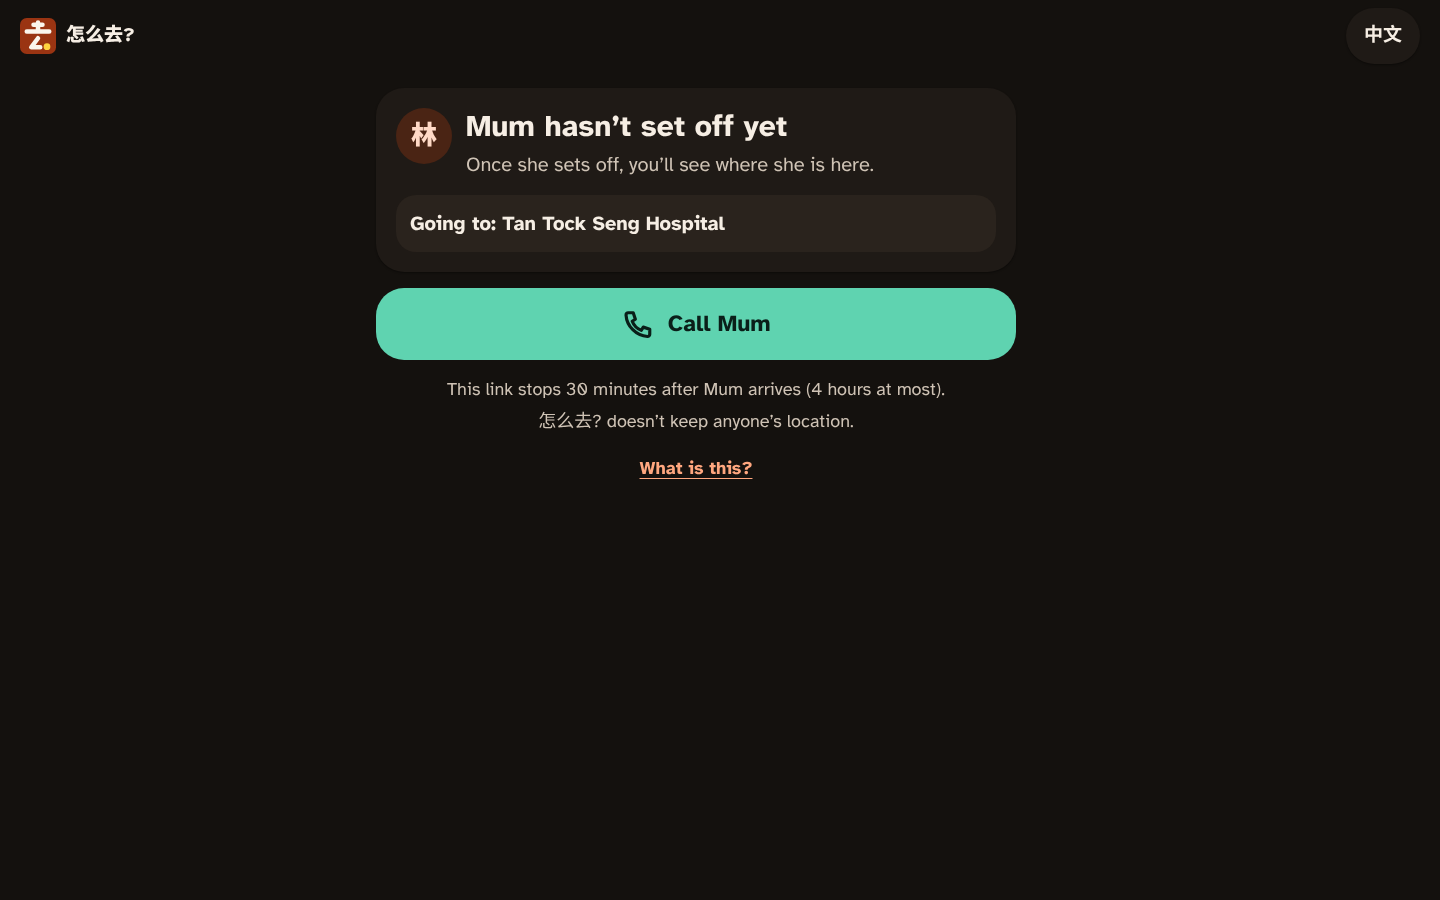 去 怎么去?
中文
林
Mum hasn’t set off yet
Once she sets off, you’ll see where she is here.
Going to: Tan Tock Seng Hospital
Call Mum
This link stops 30 minutes after Mum arrives (4 hours at most).
怎么去? doesn’t keep anyone’s location.
What is this?